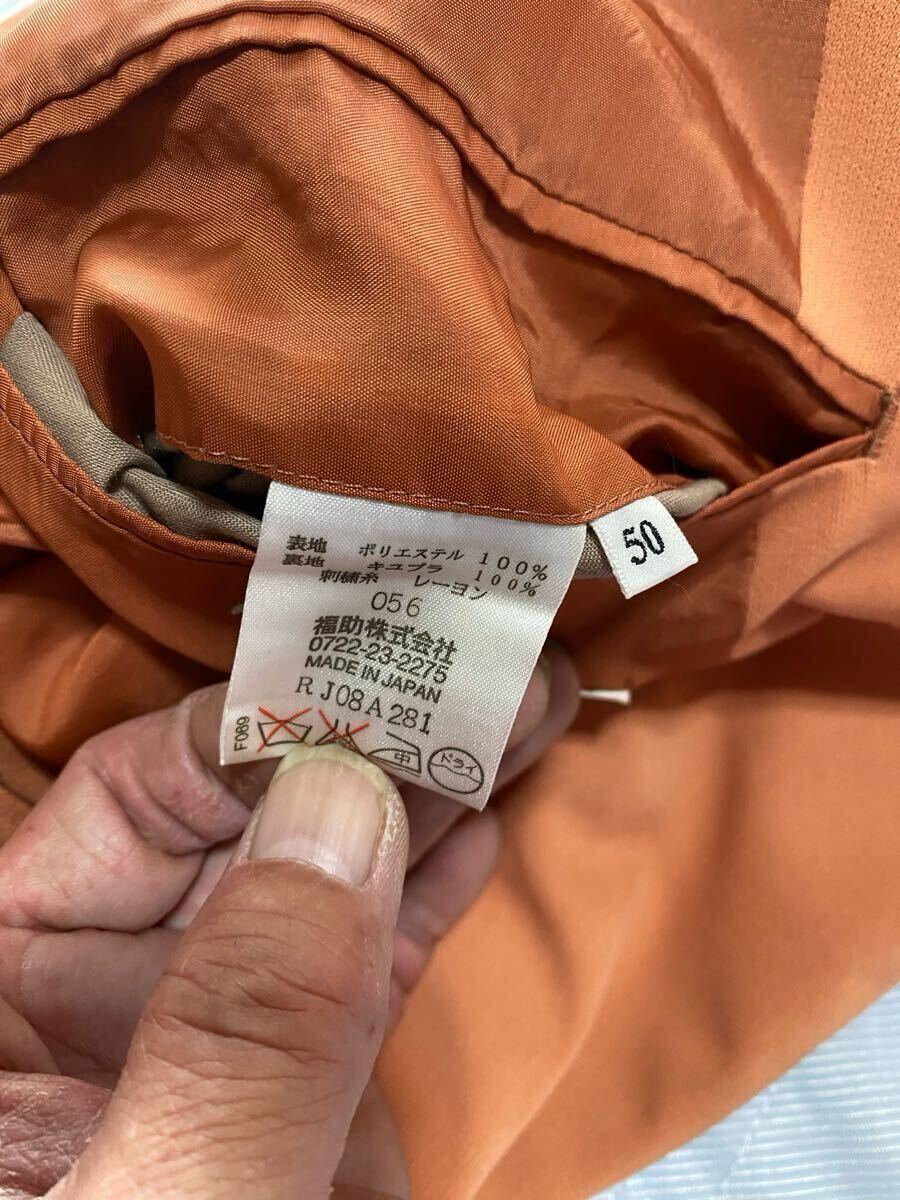 表地 ポリエステル 100%
裏地 キュプラ 100%
刺繍糸 レーヨン
056
福助株式会社
0722-23-2275
MADE IN JAPAN
RJ08A281
F069
中
ドライ
50